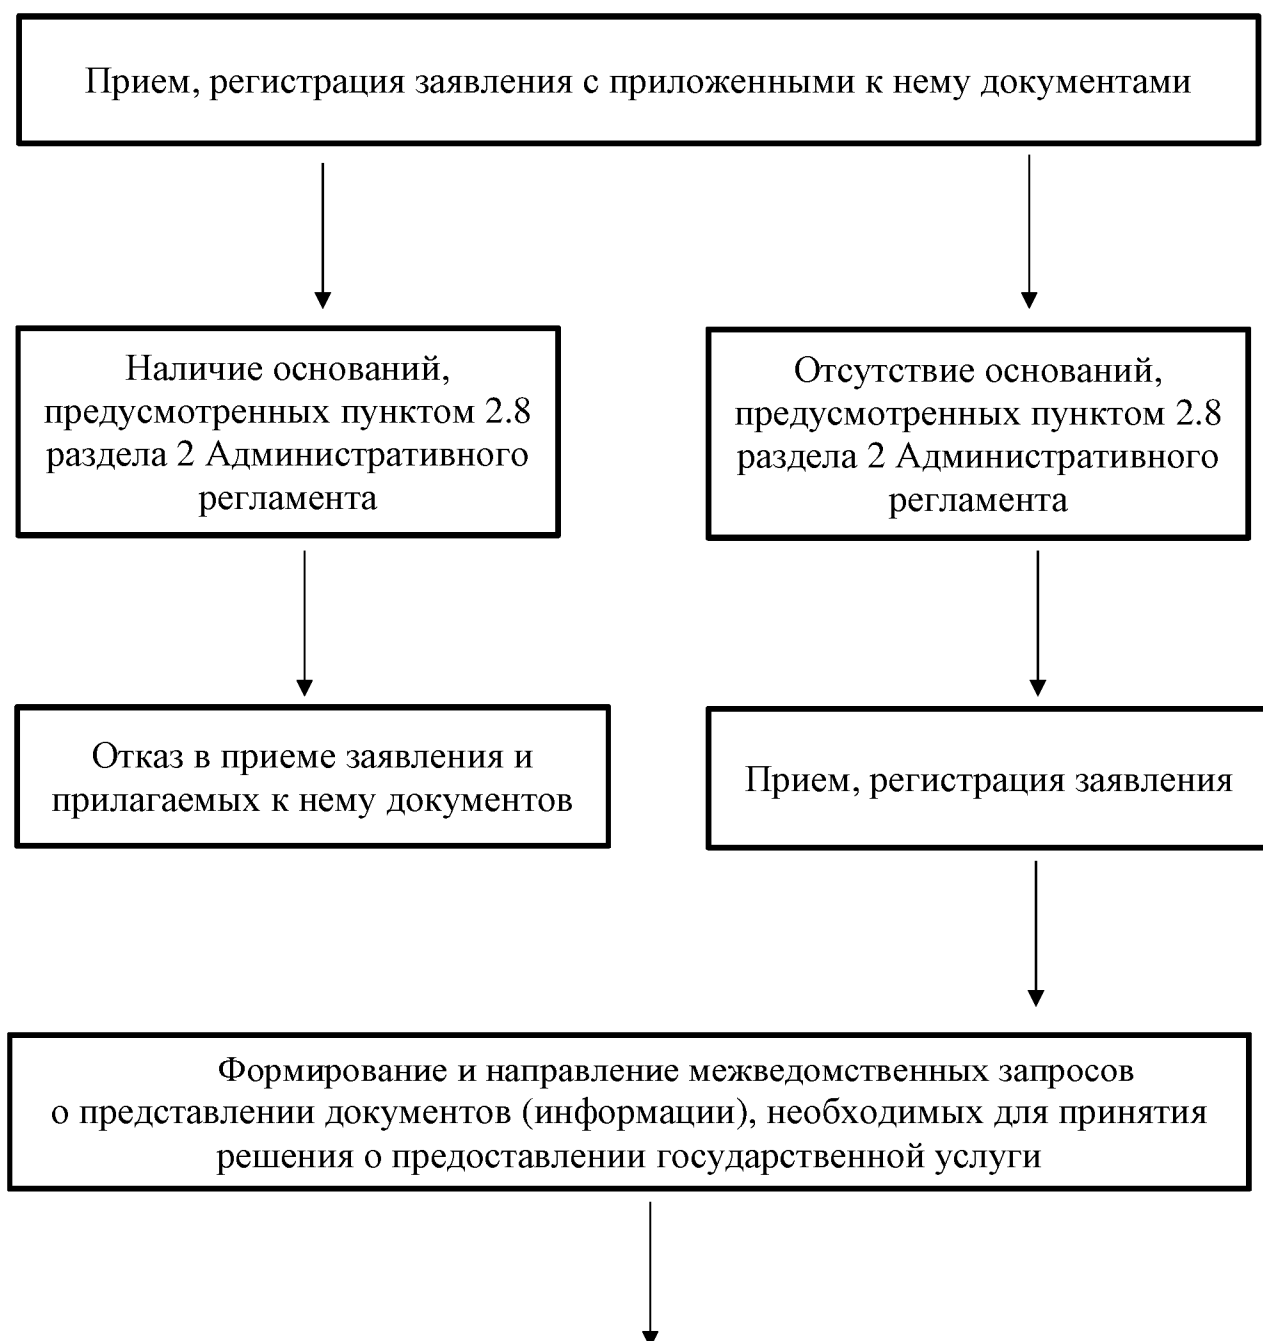 Прием, регистрация заявления с приложенными к нему документами
Наличие оснований,
предусмотренных пунктом 2.8
раздела 2 Административного
регламента
Отсутствие оснований,
предусмотренных пунктом 2.8
раздела 2 Административного
регламента
Отказ в приеме заявления и
прилагаемых к нему документов
Прием, регистрация заявления
Формирование и направление межведомственных запросов
о представлении документов (информации), необходимых для принятия
решения о предоставлении государственной услуги